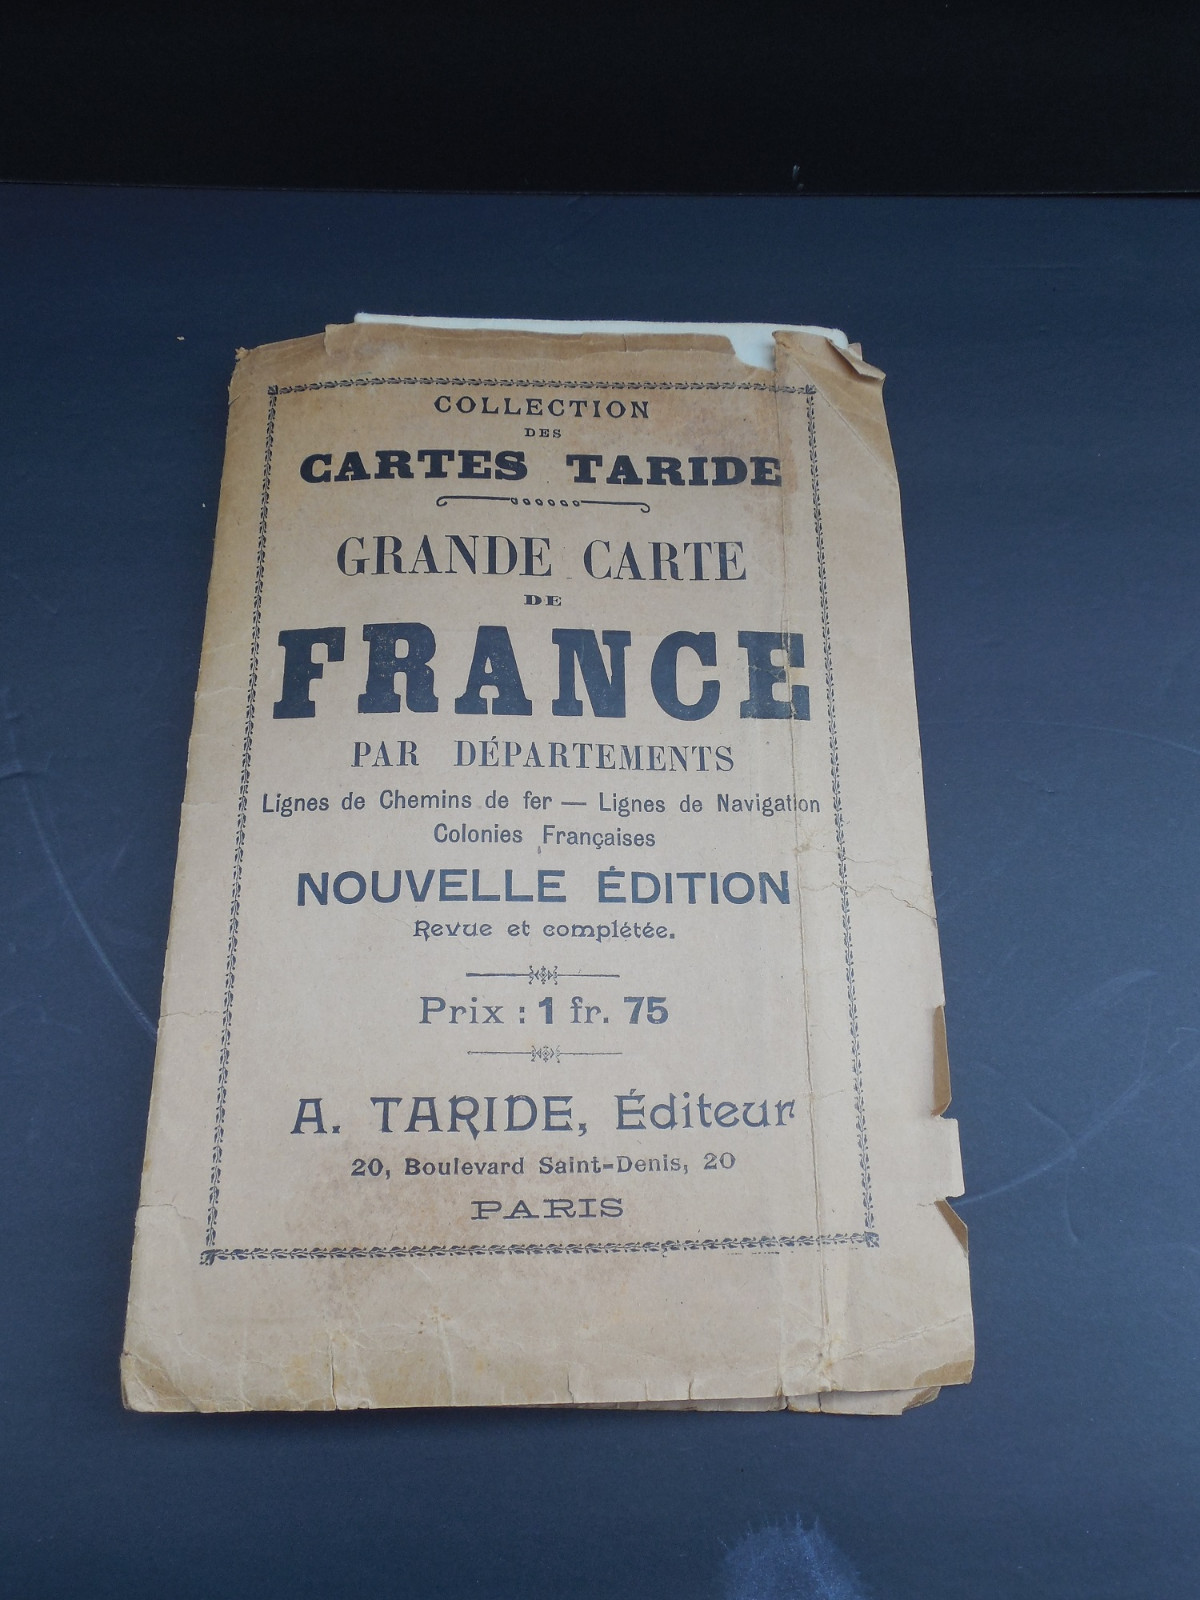 COLLECTION
DES
CARTES TARIDE
GRANDE CARTE
DE
FRANCE
PAR DÉPARTEMENTS
Lignes de Chemins de fer — Lignes de Navigation
Colonies Françaises
NOUVELLE ÉDITION
Revue et complétée.
Prix : 1 fr. 75
A. TARIDE, Éditeur
20, Boulevard Saint-Denis, 20
PARIS